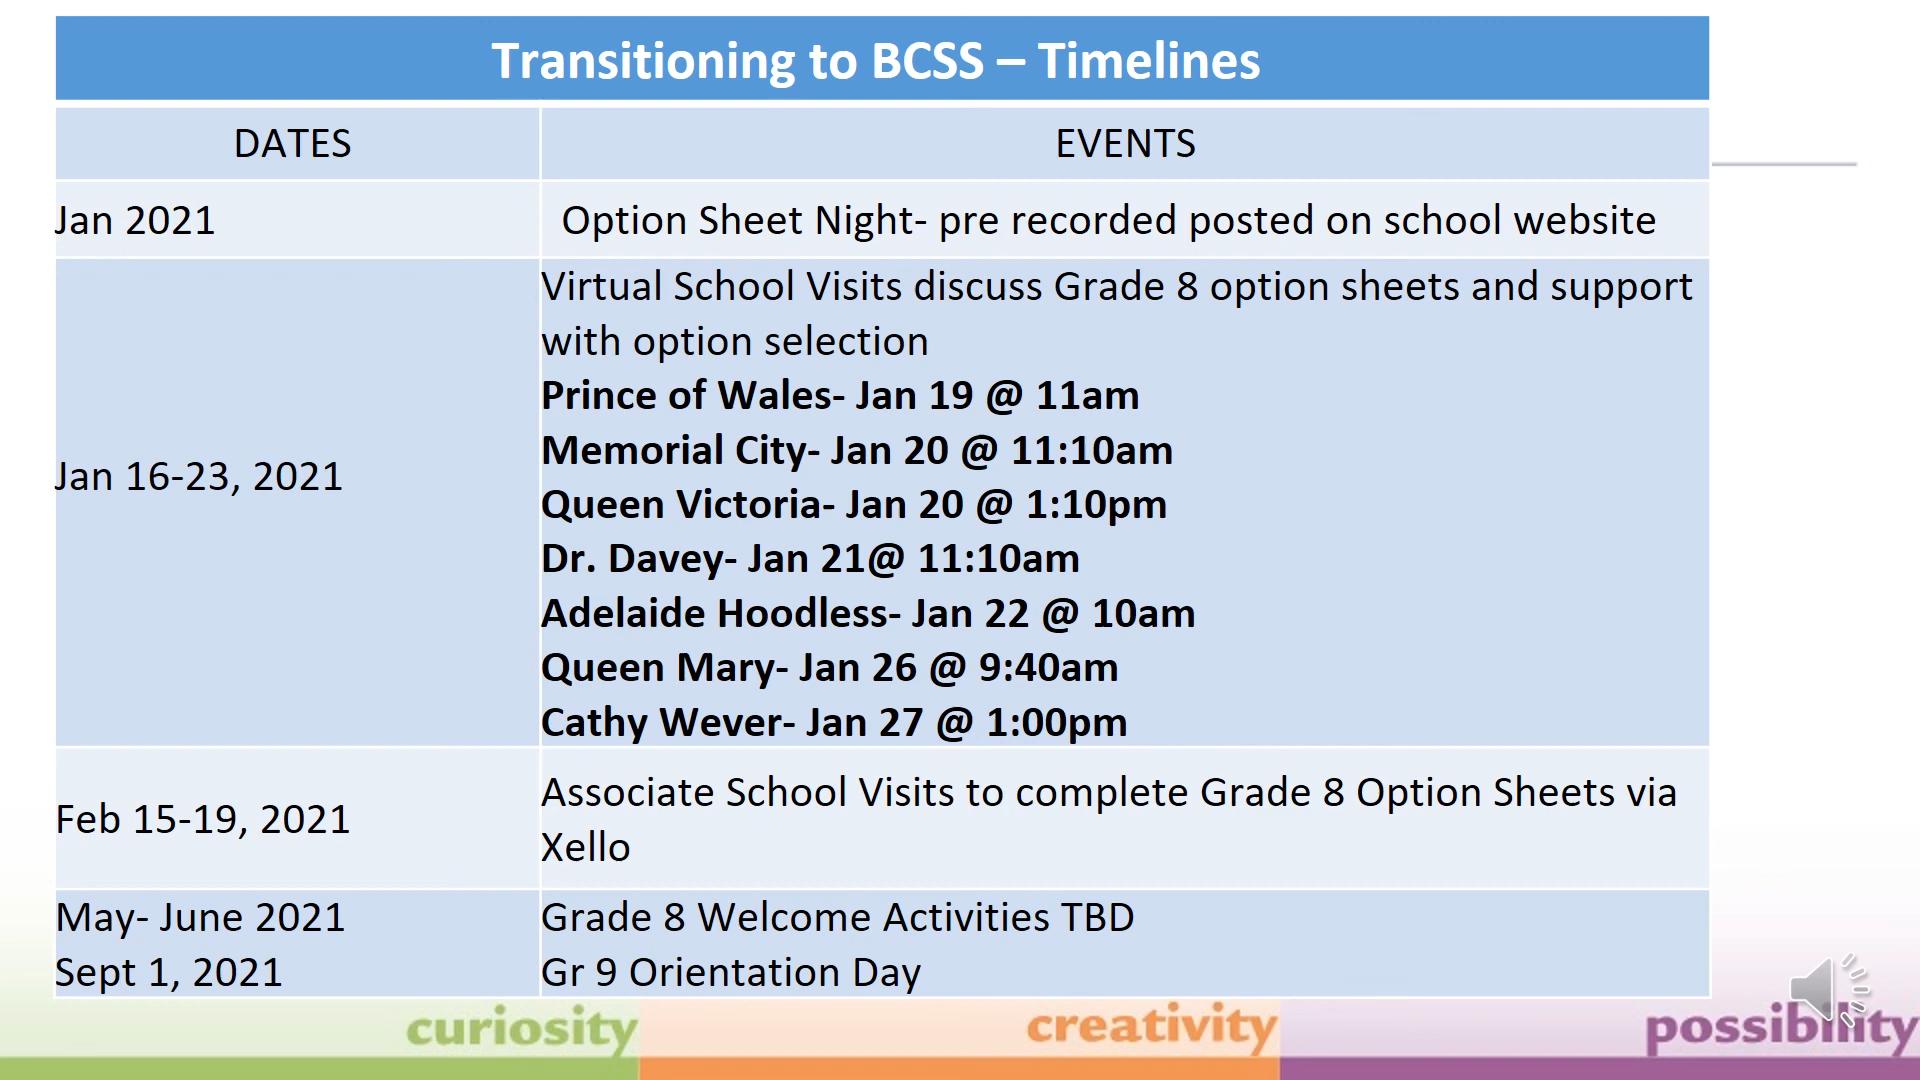 Transitioning to BCSS – Timelines
DATES
EVENTS
Jan 2021
Option Sheet Night- pre recorded posted on school website
Jan 16-23, 2021
Virtual School Visits discuss Grade 8 option sheets and support
with option selection
Prince of Wales- Jan 19 @ 11am
Memorial City- Jan 20 @ 11:10am
Queen Victoria- Jan 20 @ 1:10pm
Dr. Davey- Jan 21@ 11:10am
Adelaide Hoodless- Jan 22 @ 10am
Queen Mary- Jan 26 @ 9:40am
Cathy Wever- Jan 27 @ 1:00pm
Feb 15-19, 2021
Associate School Visits to complete Grade 8 Option Sheets via
Xello
May- June 2021
Grade 8 Welcome Activities TBD
Sept 1, 2021
Gr 9 Orientation Day
curiosity
creativity
possibility